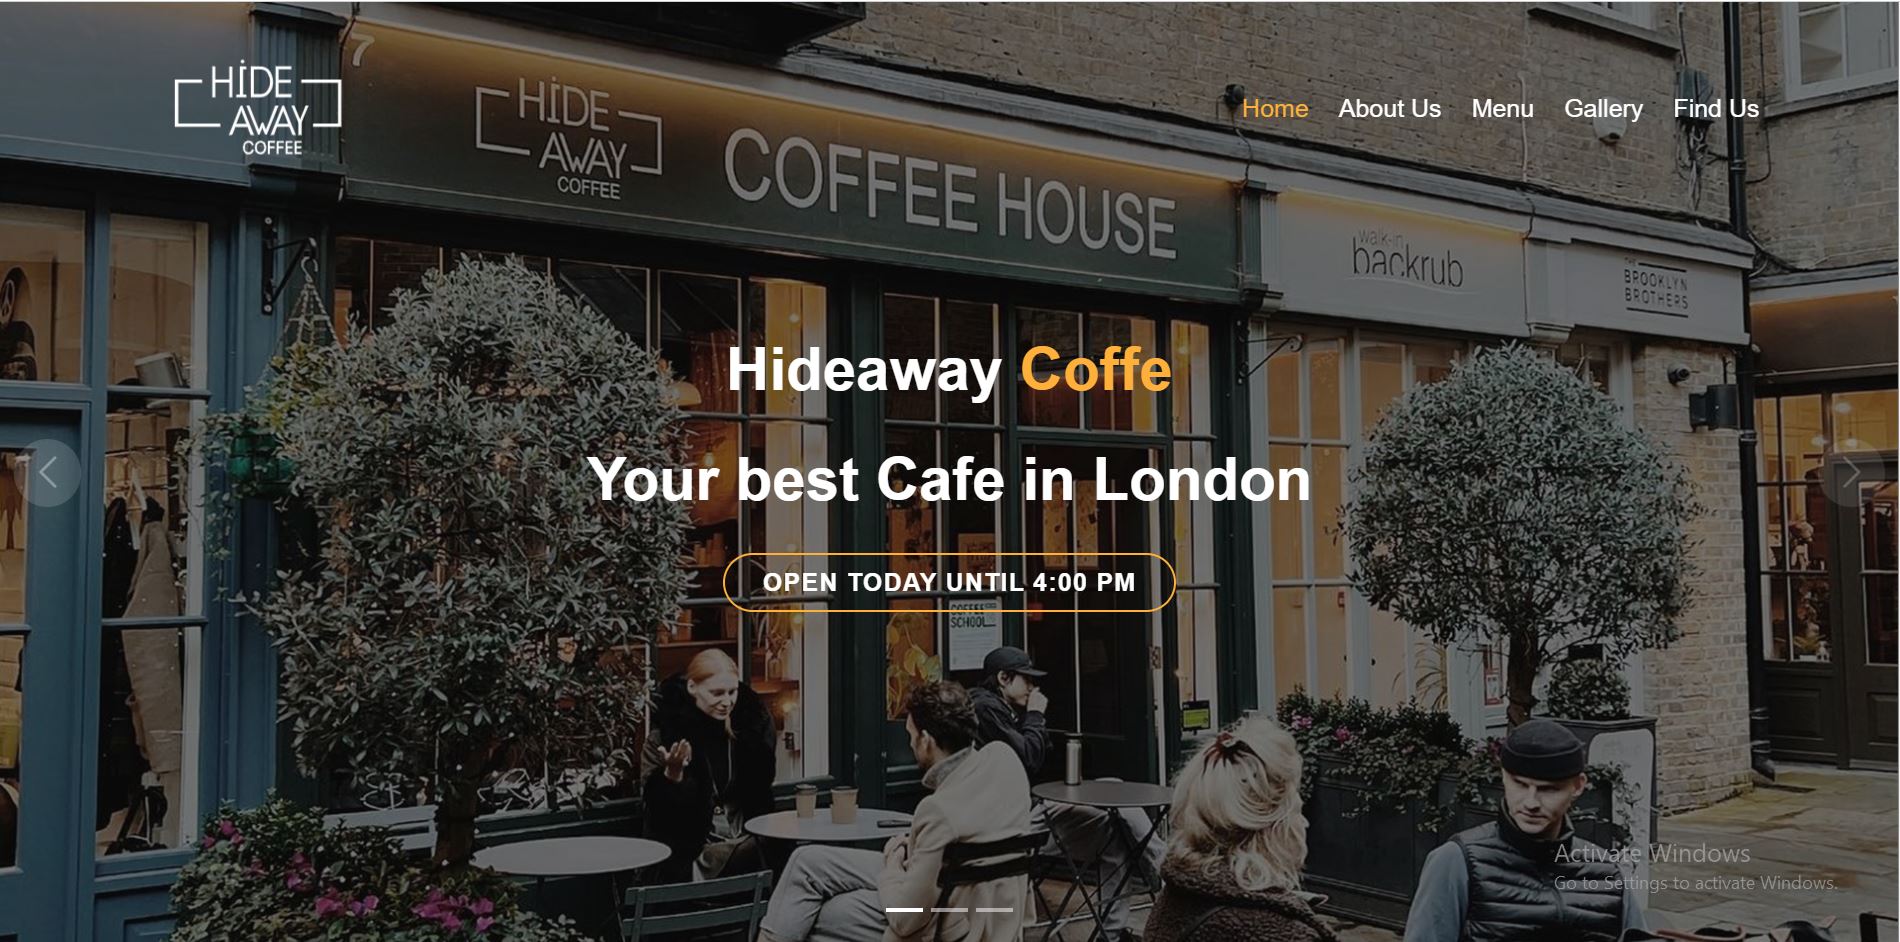 7
HiDE
AWAY
COFFEE
HiDE
AWAY
COFFEE
COFFEE HOUSE
Home About Us Menu Gallery Find Us
walk-in
backrub
THE
BROOKLYN
BROTHERS
Hideaway Coffe
Your best Cafe in London
OPEN TODAY UNTIL 4:00 PM
COFFEE
SCHOOL
Activate Windows
Go to Settings to activate Windows.